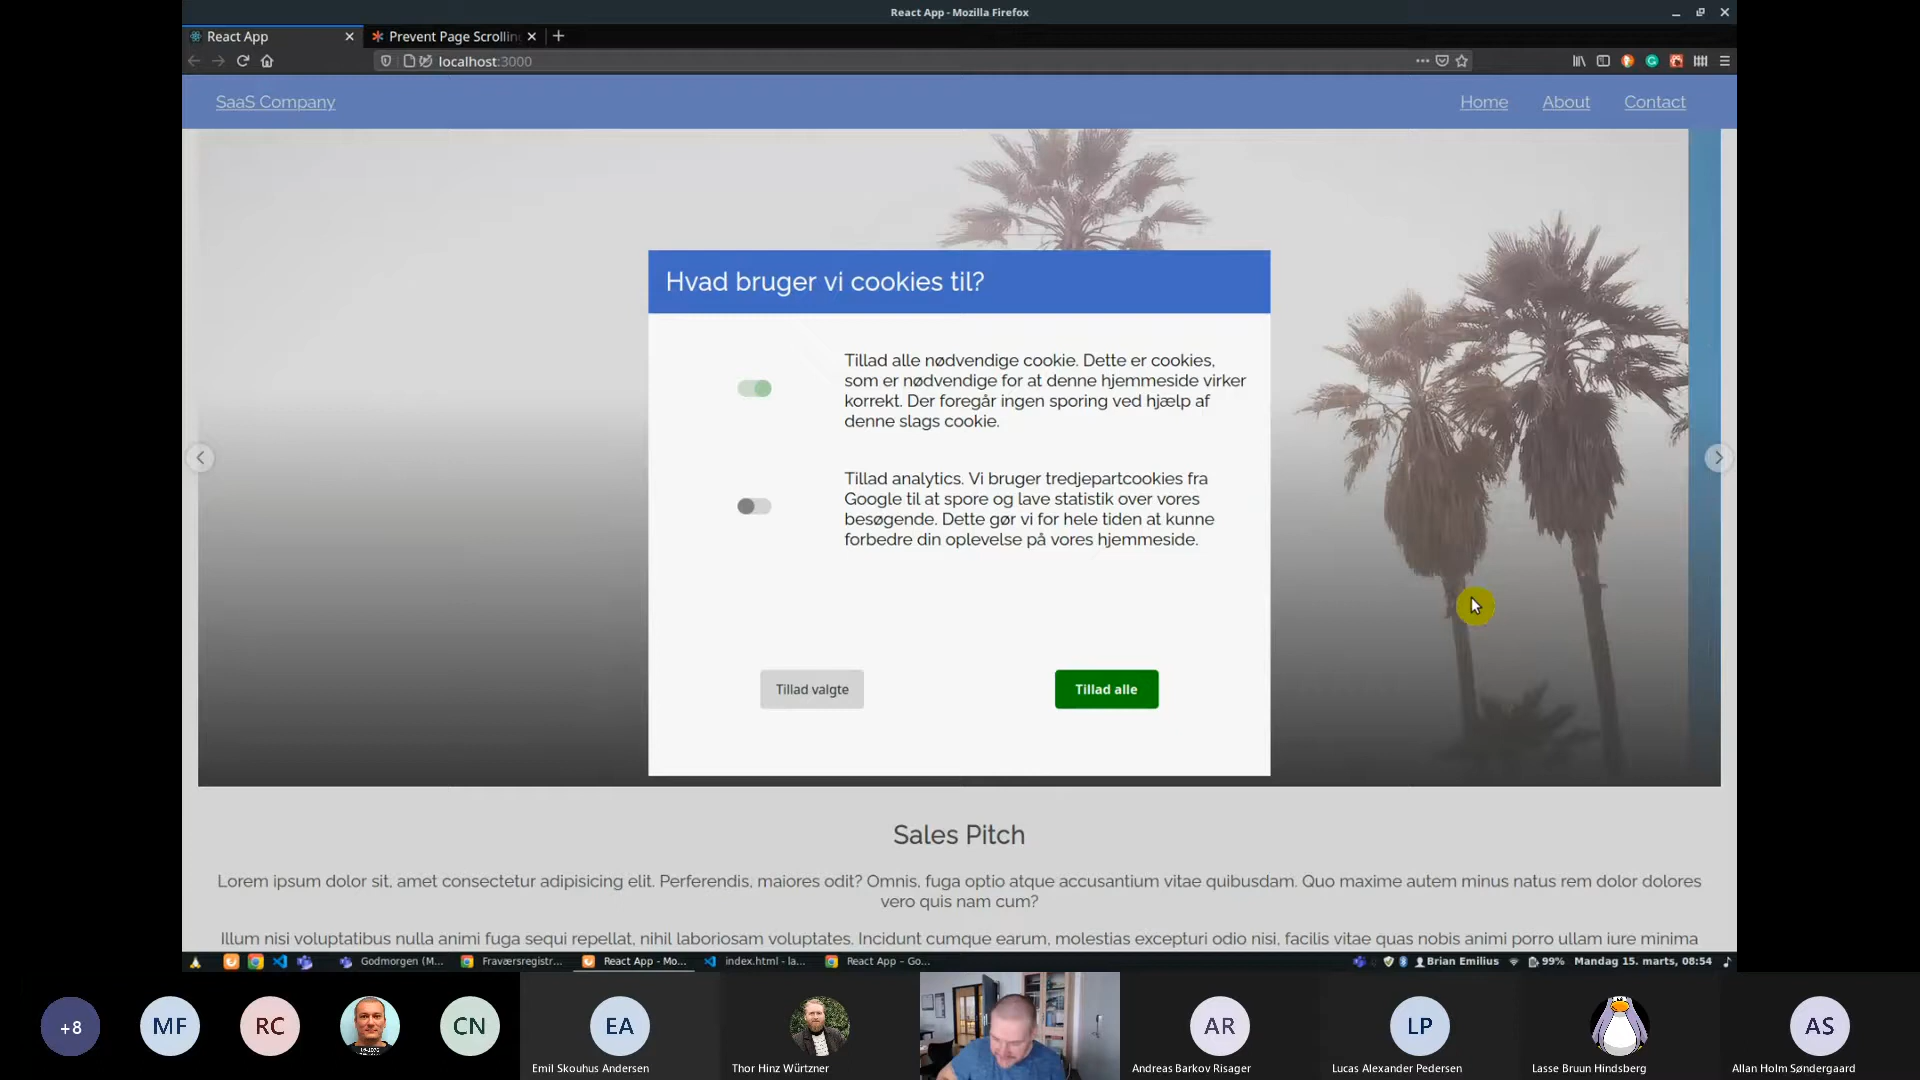 React App - Mozilla Firefox
React App
Prevent Page Scrollin
localhost:3000
SaaS Company
Home
About
Contact
Hvad bruger vi cookies til?
Tillad alle nødvendige cookie. Dette er cookies,
som er nødvendige for at denne hjemmeside virker
korrekt. Der foregår ingen sporing ved hjælp af
denne slags cookie.
Tillad analytics. Vi bruger tredjepartcookies fra
Google til at spore og lave statistik over vores
besøgende. Dette gør vi for hele tiden at kunne
forbedre din oplevelse på vores hjemmeside.
Tillad valgte
Tillad alle
Sales Pitch
Lorem ipsum dolor sit, amet consectetur adipisicing elit. Perferendis, maiores odit? Omnis, fuga optio atque accusantium vitae quibusdam. Quo maxime autem minus natus rem dolor dolores
vero quis nam cum?
Illum nisi voluptatibus nulla animi fuga sequi repellat, nihil laboriosam voluptates. Incidunt cumque earum, molestias excepturi odio nisi, facilis vitae quas nobis animi porro ullam iure minima
Godmorgen (M...
Fraværsregistr...
React App - Mo...
index.html - la...
React App – Go...
Brian Emilius
99%
Mandag 15. marts, 08:54
+8
MF
RC
CN
EA
AR
LP
AS
Emil Skouhus Andersen
Thor Hinz Würtzner
Andreas Barkov Risager
Lucas Alexander Pedersen
Lasse Bruun Hindsberg
Allan Holm Søndergaard